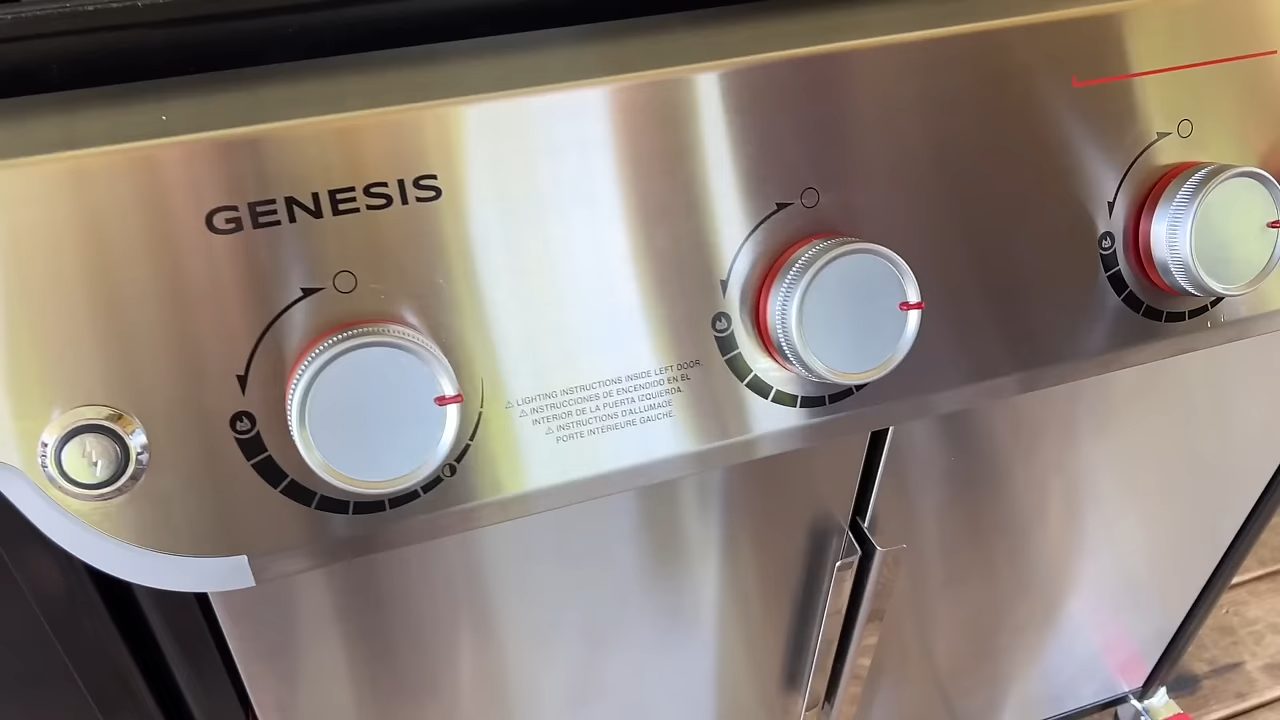 GENESIS
⚠ LIGHTING INSTRUCTIONS INSIDE LEFT DOOR.
⚠ INSTRUCCIONES DE ENCENDIDO EN EL
INTERIOR DE LA PUERTA IZQUIERDA.
⚠ INSTRUCTIONS D'ALLUMAGE
PORTE INTÉRIEURE GAUCHE.